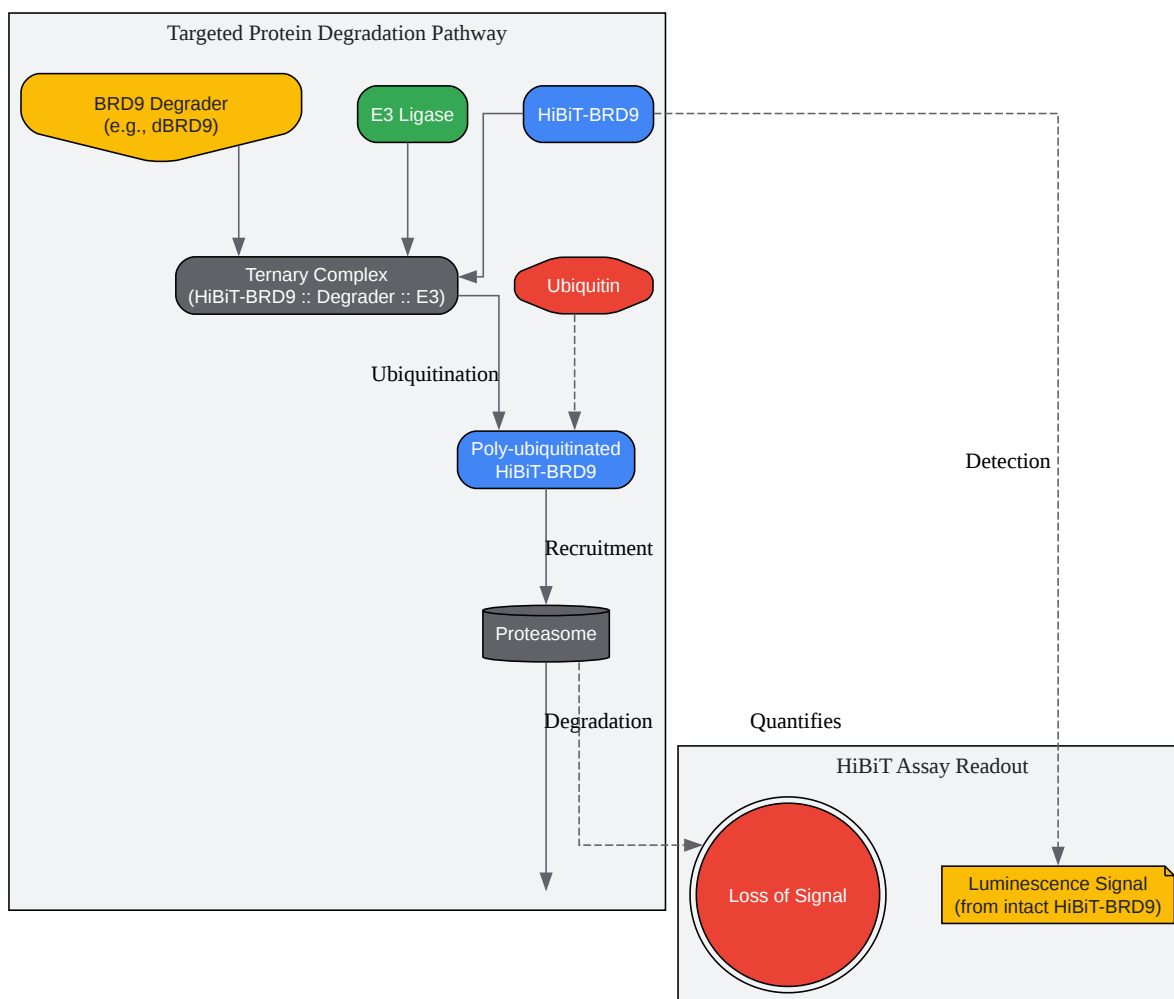 Targeted Protein Degradation Pathway
BRD9 Degrader
(e.g., dBRD9)
E3 Ligase
HiBiT-BRD9
Ternary Complex
(HiBiT-BRD9 :: Degrader :: E3)
Ubiquitin
Ubiquitination
Poly-ubiquitinated
HiBiT-BRD9
Detection
Recruitment
Proteasome
Degradation
Quantifies
HiBiT Assay Readout
Loss of Signal
Luminescence Signal
(from intact HiBiT-BRD9)